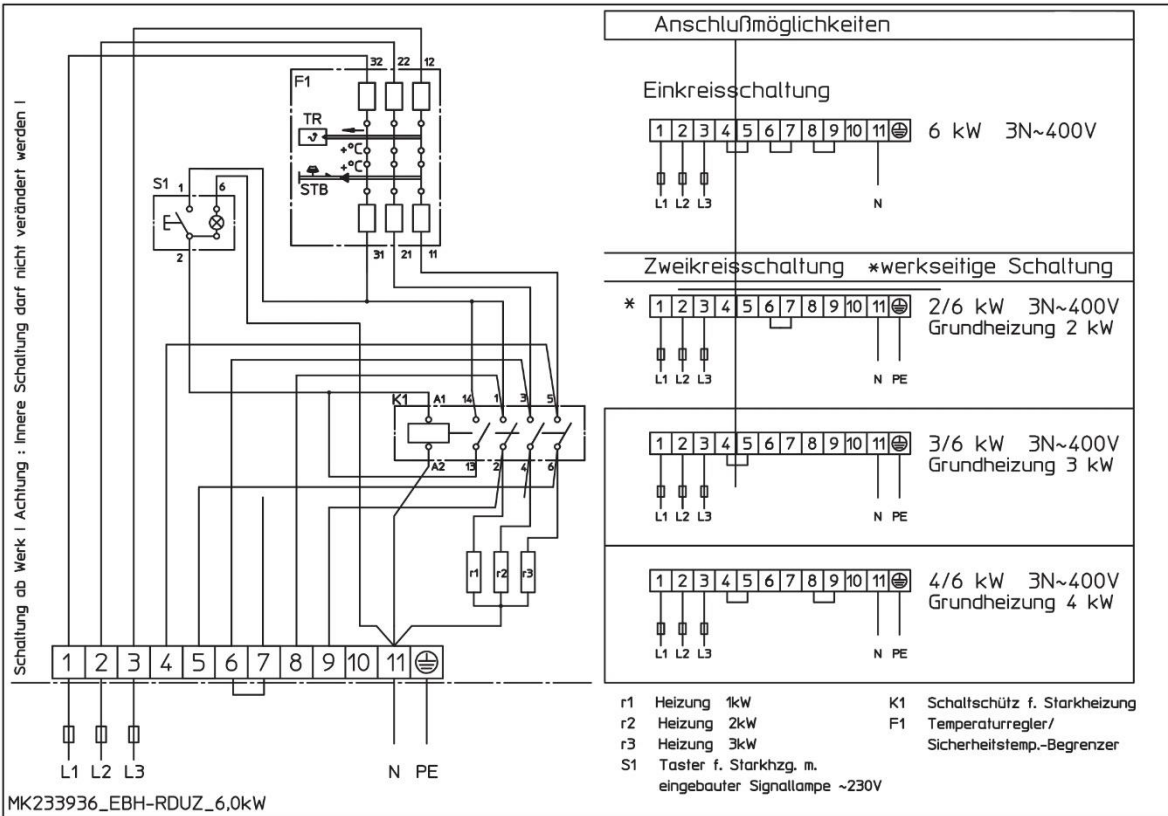 Schaltung ab Werk ! Achtung : Innere Schaltung darf nicht verändert werden !
32 22 12
F1
TR
ϑ
+°C
+°C
STB
S1 1 6
2
31 21 11
K1 A1 14 1 3 5
A2 13 2 4 6
r1 r2 r3
1 2 3 4 5 6 7 8 9 10 11
L1 L2 L3 N PE
MK233936_EBH-RDUZ_6,0kW
Anschlußmöglichkeiten
Einkreisschaltung
1 2 3 4 5 6 7 8 9 10 11 6 kW 3N~400V
L1 L2 L3 N
Zweikreisschaltung *werkseitige Schaltung
* 1 2 3 4 5 6 7 8 9 10 11 2/6 kW 3N~400V
Grundheizung 2 kW
L1 L2 L3 N PE
1 2 3 4 5 6 7 8 9 10 11 3/6 kW 3N~400V
Grundheizung 3 kW
L1 L2 L3 N PE
1 2 3 4 5 6 7 8 9 10 11 4/6 kW 3N~400V
Grundheizung 4 kW
L1 L2 L3 N PE
r1 Heizung 1kW
r2 Heizung 2kW
r3 Heizung 3kW
S1 Taster f. Starkhzg. m.
eingebauter Signallampe ~230V
K1 Schaltschütz f. Starkheizung
F1 Temperaturregler/
Sicherheitstemp.-Begrenzer